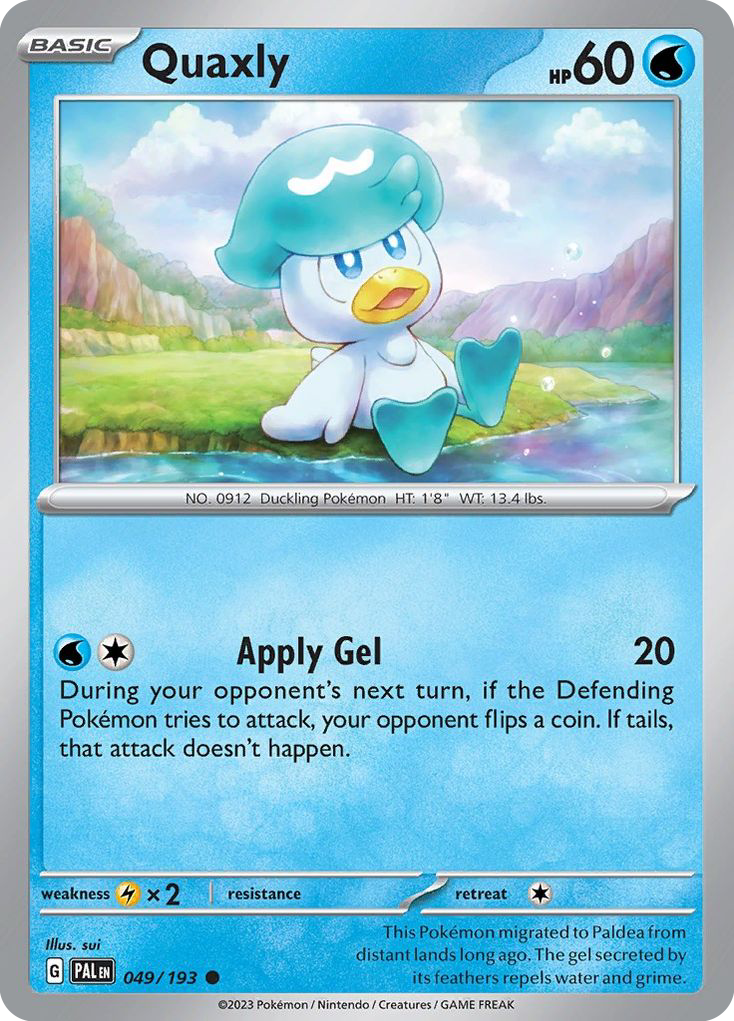 BASIC
Quaxly
HP 60
NO. 0912 Duckling Pokémon HT: 1'8" WT: 13.4 lbs.
Apply Gel 20
During your opponent's next turn, if the Defending
Pokémon tries to attack, your opponent flips a coin. If tails,
that attack doesn't happen.
weakness ×2 resistance retreat
Illus. sui
G PAL EN 049/193
This Pokémon migrated to Paldea from
distant lands long ago. The gel secreted by
its feathers repels water and grime.
©2023 Pokémon / Nintendo / Creatures / GAME FREAK